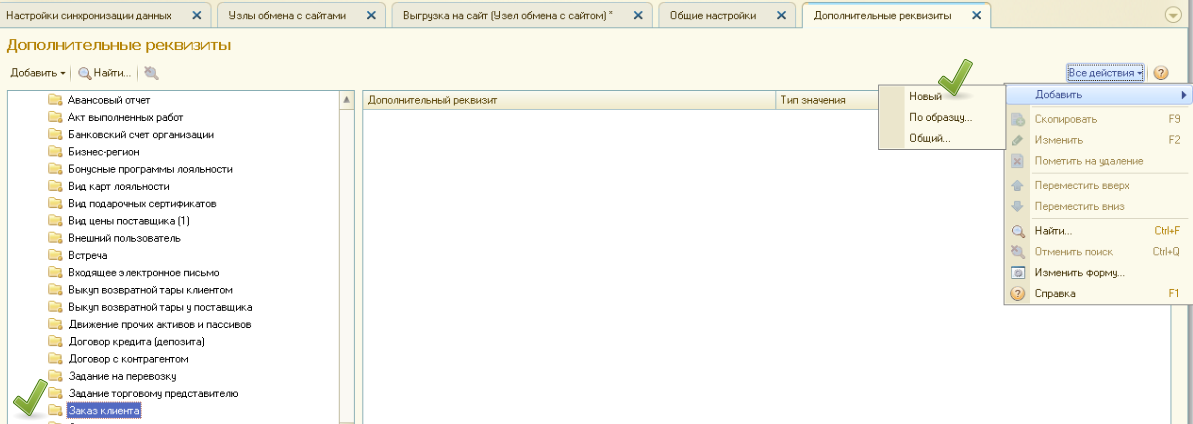 Настройки синхронизации данных
Узлы обмена с сайтами
Выгрузка на сайт (Узел обмена с сайтом) *
Общие настройки
Дополнительные реквизиты
Дополнительные реквизиты
Добавить
Найти...
Все действия
Авансовый отчет
Акт выполненных работ
Банковский счет организации
Бизнес-регион
Бонусные программы лояльности
Вид карт лояльности
Вид подарочных сертификатов
Вид цены поставщика (1)
Внешний пользователь
Встреча
Входящее электронное письмо
Выкуп возвратной тары клиентом
Выкуп возвратной тары у поставщика
Движение прочих активов и пассивов
Договор кредита (депозита)
Договор с контрагентом
Задание на перевозку
Задание торговому представителю
Заказ клиента
Дополнительный реквизит
Тип значения
Новый
По образцу...
Общий...
Добавить
Скопировать F9
Изменить F2
Пометить на удаление
Переместить вверх
Переместить вниз
Найти... Ctrl+F
Отменить поиск Ctrl+Q
Изменить форму...
Справка F1